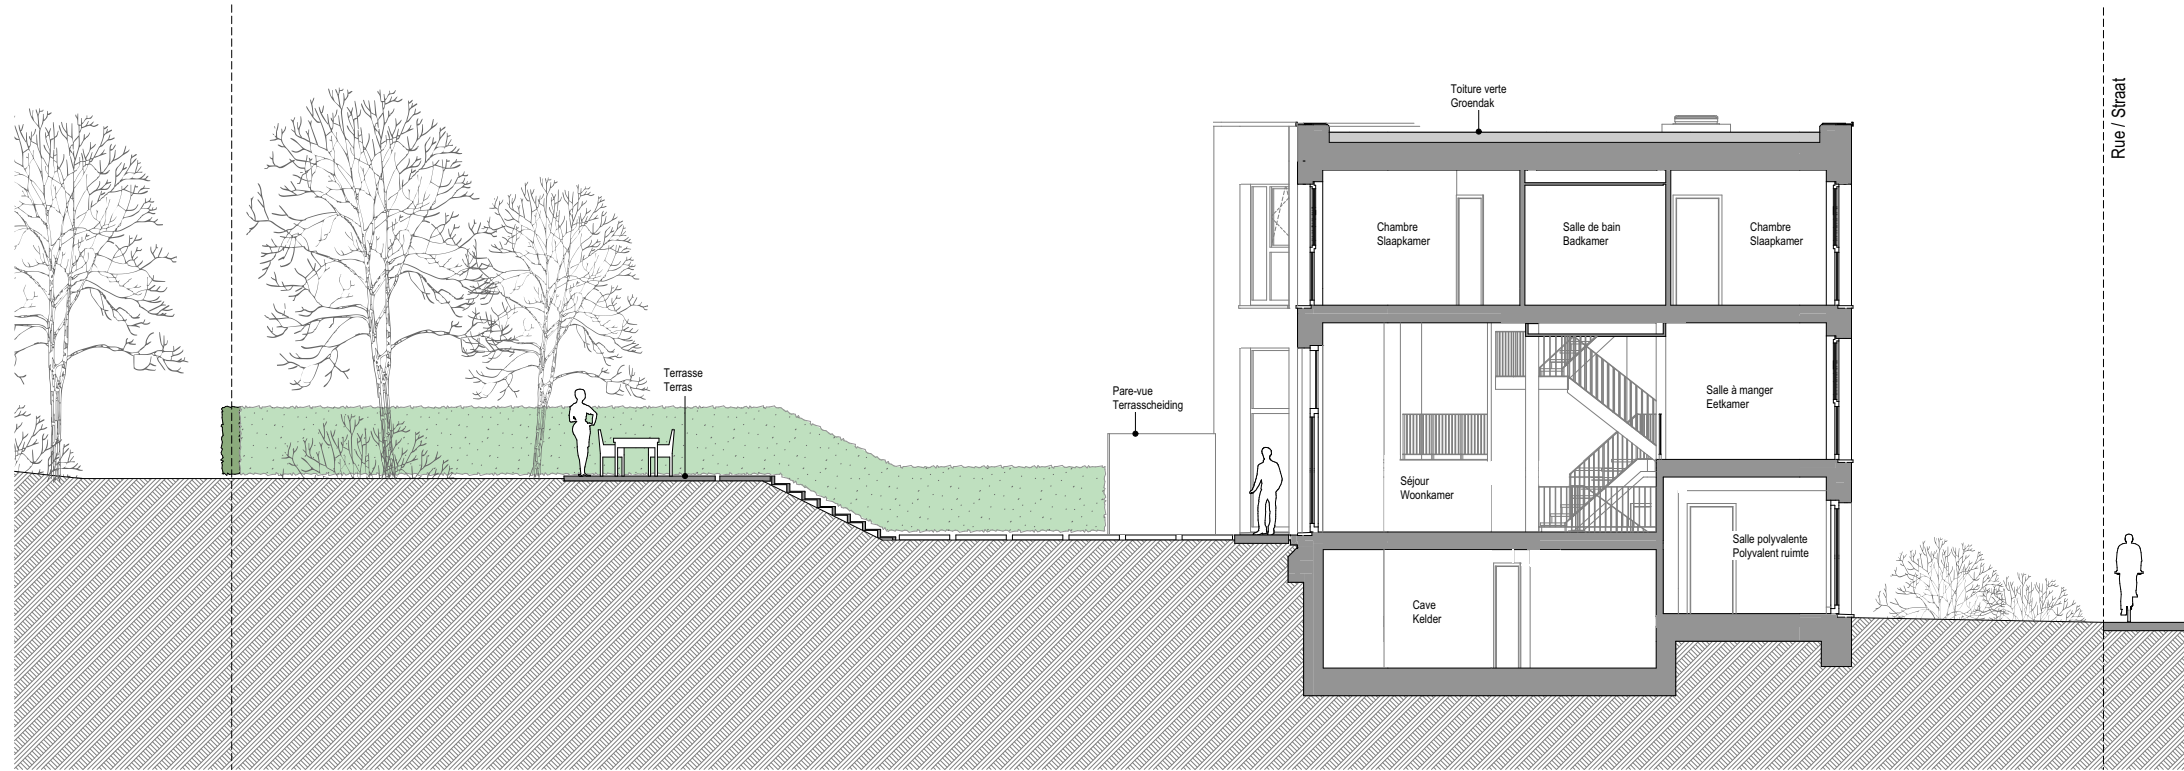 Toiture verte
Groendak
Rue / Straat
Chambre
Slaapkamer
Salle de bain
Badkamer
Chambre
Slaapkamer
Terrasse
Terras
Pare-vue
Terrasscheiding
Salle à manger
Eetkamer
Séjour
Woonkamer
Salle polyvalente
Polyvalent ruimte
Cave
Kelder